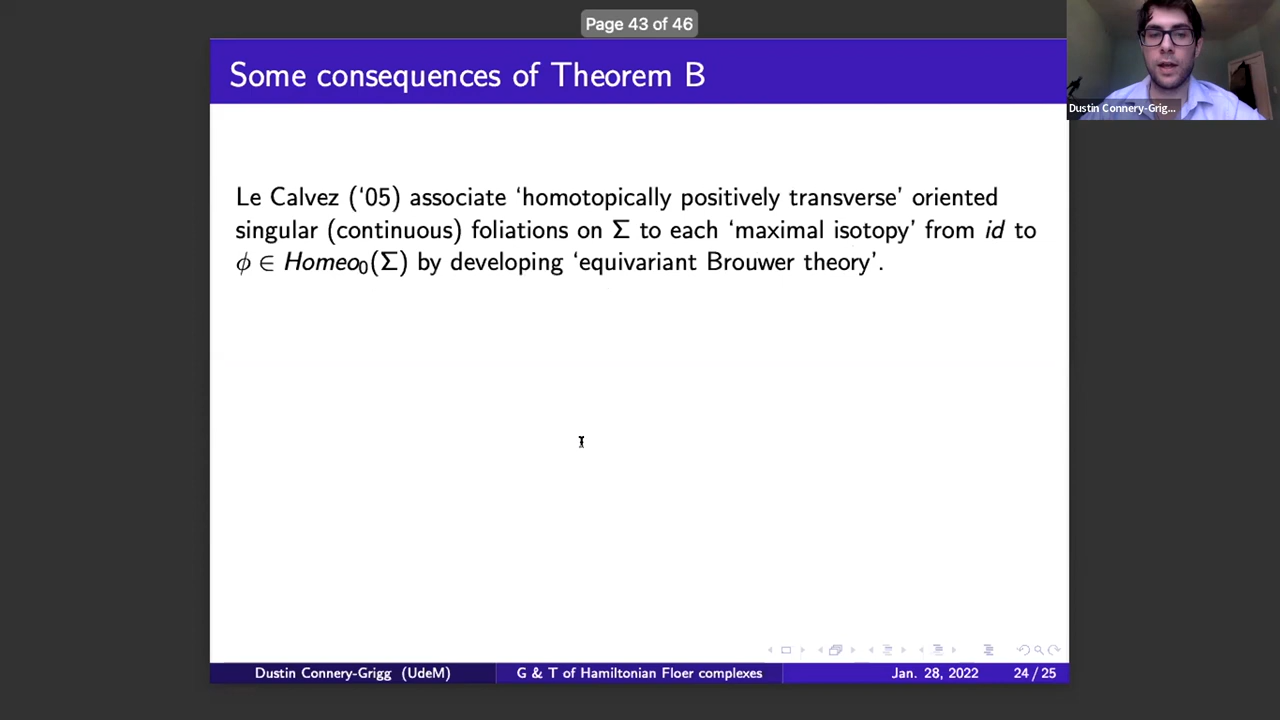 Page 43 of 46
Some consequences of Theorem B
Dustin Connery-Grig...
Le Calvez (‘05) associate ‘homotopically positively transverse’ oriented
singular (continuous) foliations on Σ to each ‘maximal isotopy’ from id to
ϕ ∈ Homeo₀(Σ) by developing ‘equivariant Brouwer theory’.
Dustin Connery-Grigg (UdeM)
G & T of Hamiltonian Floer complexes
Jan. 28, 2022
24 / 25